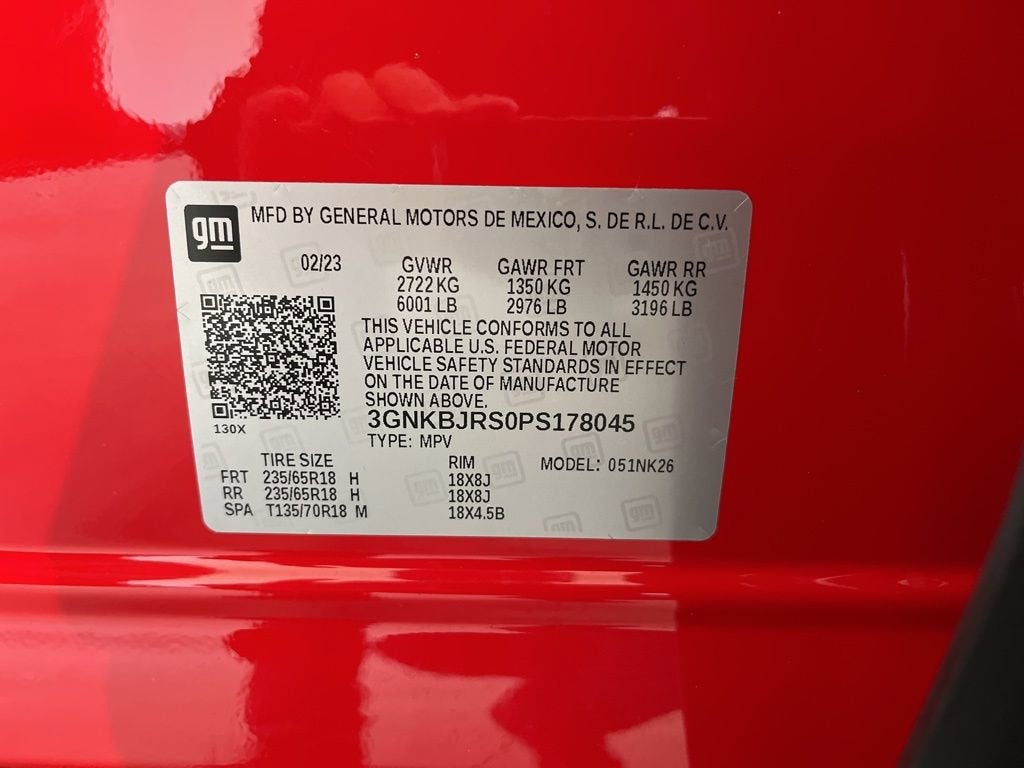 gm MFD BY GENERAL MOTORS DE MEXICO, S. DE R.L. DE C.V.
02/23 GVWR GAWR FRT GAWR RR
2722 KG 1350 KG 1450 KG
6001 LB 2976 LB 3196 LB
THIS VEHICLE CONFORMS TO ALL
APPLICABLE U.S. FEDERAL MOTOR
VEHICLE SAFETY STANDARDS IN EFFECT
ON THE DATE OF MANUFACTURE
SHOWN ABOVE.
3GNKBJRS0PS178045
130X
TYPE: MPV
TIRE SIZE RIM MODEL: 051NK26
FRT 235/65R18 H 18X8J
RR 235/65R18 H 18X8J
SPA T135/70R18 M 18X4.5B